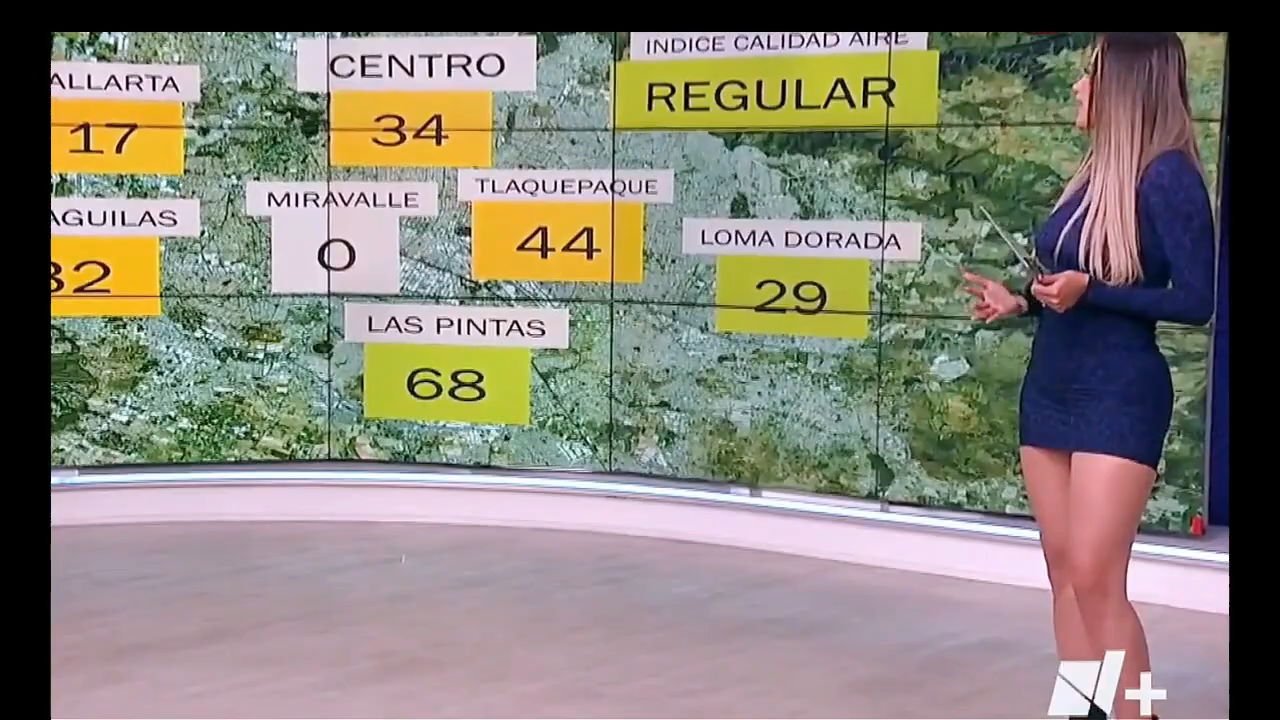 INDICE CALIDAD AIRE
REGULAR
CENTRO
34
ALLARTA
17
TLAQUEPAQUE
44
MIRAVALLE
0
AGUILAS
32
LOMA DORADA
29
LAS PINTAS
68
N+